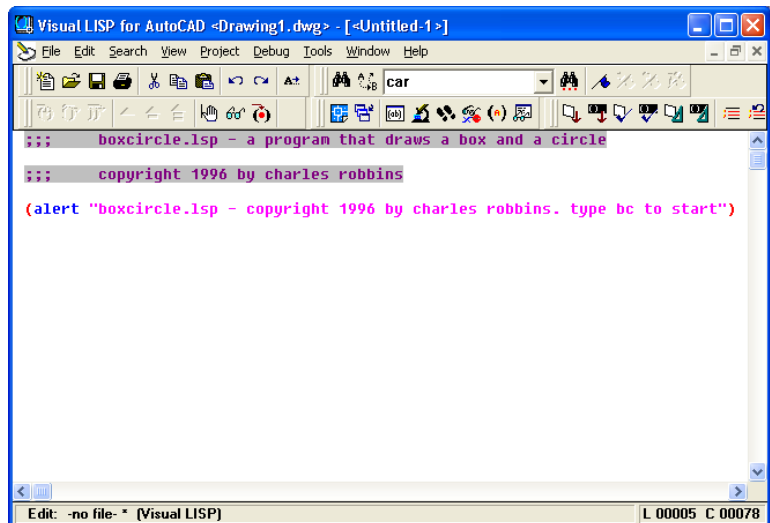 Visual LISP for AutoCAD <Drawing1.dwg> - [<Untitled-1>]
File Edit Search View Project Debug Tools Window Help
car
;;; boxcircle.lsp - a program that draws a box and a circle
;;; copyright 1996 by charles robbins
(alert "boxcircle.lsp - copyright 1996 by charles robbins. type bc to start")
Edit: -no file- * (Visual LISP) L 00005 C 00078